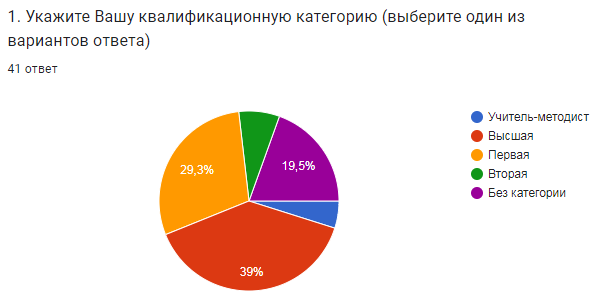 1. Укажите Вашу квалификационную категорию (выберите один из
вариантов ответа)
41 ответ
Учитель-методист
Высшая
Первая
Вторая
Без категории
29,3%
19,5%
39%